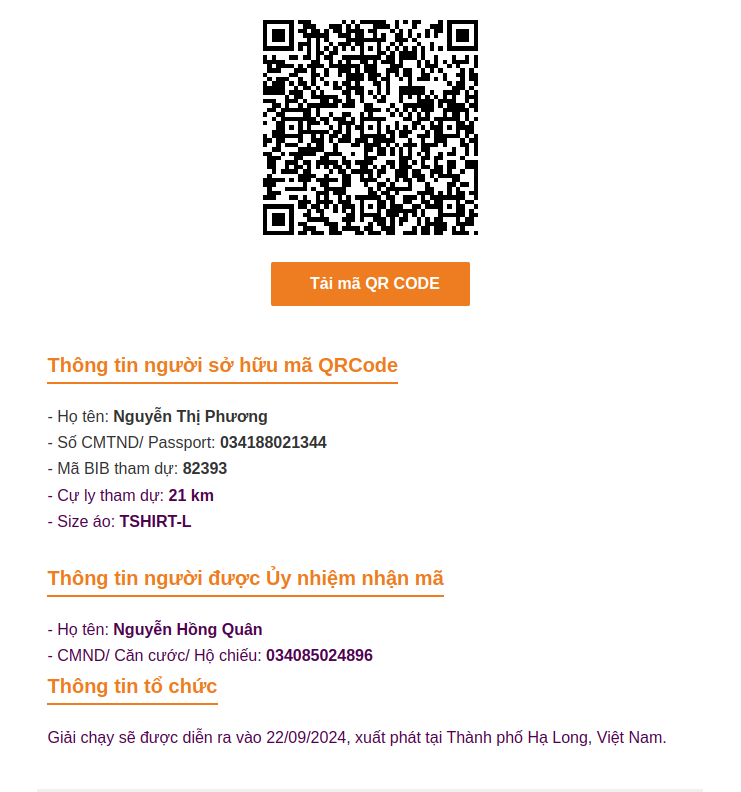 Tải mã QR CODE
Thông tin người sở hữu mã QRCode
- Họ tên: Nguyễn Thị Phương
- Số CMTND/ Passport: 034188021344
- Mã BIB tham dự: 82393
- Cự ly tham dự: 21 km
- Size áo: TSHIRT-L
Thông tin người được Ủy nhiệm nhận mã
- Họ tên: Nguyễn Hồng Quân
- CMND/ Căn cước/ Hộ chiếu: 034085024896
Thông tin tổ chức
Giải chạy sẽ được diễn ra vào 22/09/2024, xuất phát tại Thành phố Hạ Long, Việt Nam.